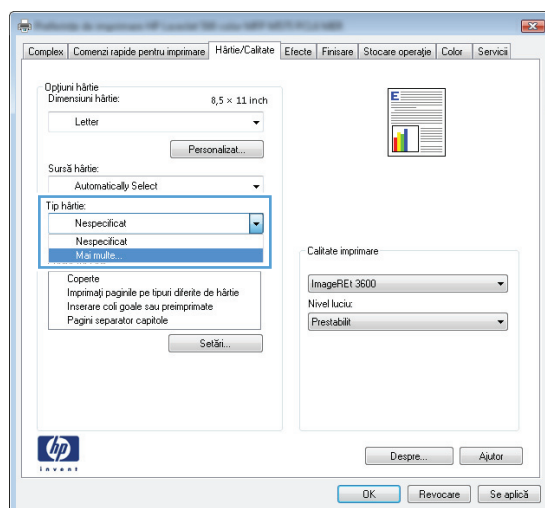 Complex Comenzi rapide pentru imprimare Hârtie/Calitate Efecte Finisare Stocare operaţie Color Servicii
Opţiuni hârtie
Dimensiuni hârtie: 8,5 × 11 inch
Letter
Personalizat...
Sursă hârtie:
Automatically Select
Tip hârtie:
Nespecificat
Nespecificat
Mai multe...
Coperte
Imprimaţi paginile pe tipuri diferite de hârtie
Inserare coli goale sau preimprimate
Pagini separator capitole
Setări...
E
Calitate imprimare
ImageREt 3600
Nivel luciu:
Prestabilit
hp
invent
Despre... Ajutor
OK Revocare Se aplică